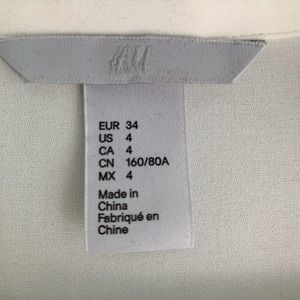 H&M
EUR 34
US 4
CA 4
CN 160/80A
MX 4
Made in
China
Fabriqué en
Chine